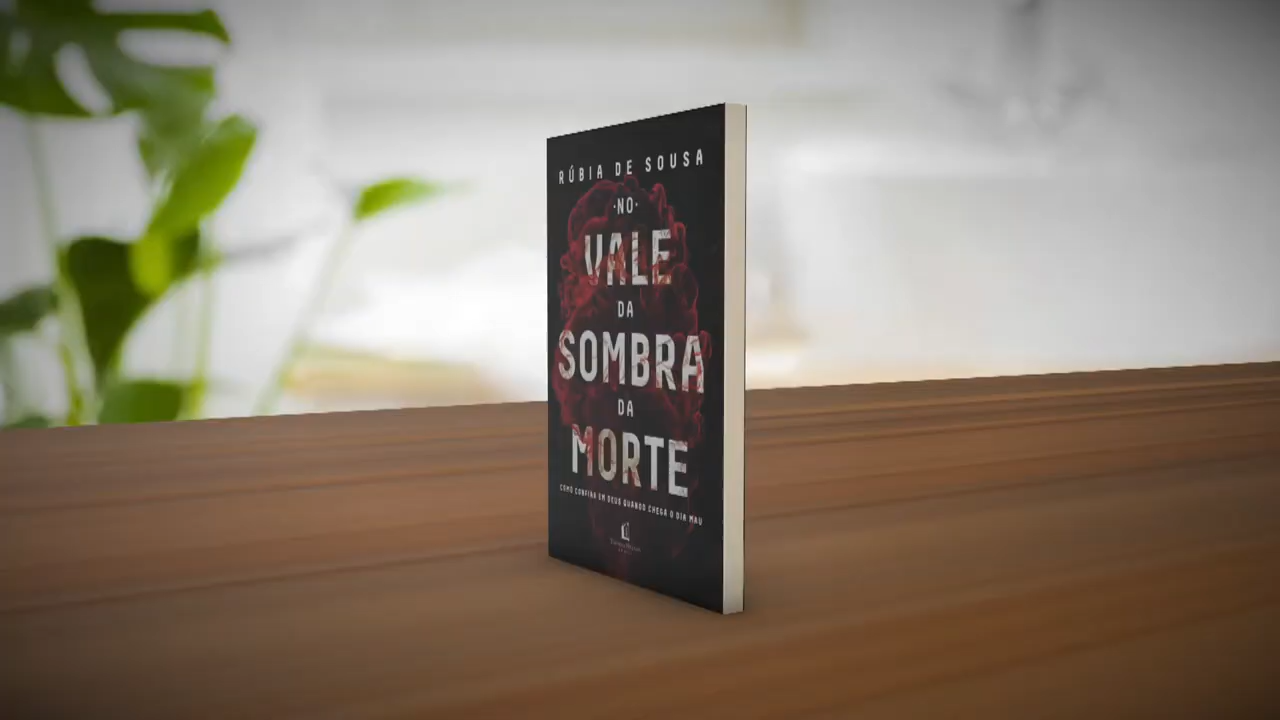 RÚBIA DE SOUSA
·NO·
VALE
DA
SOMBRA
DA
MORTE
COMO CONFIAR EM DEUS QUANDO CHEGA O DIA MAU